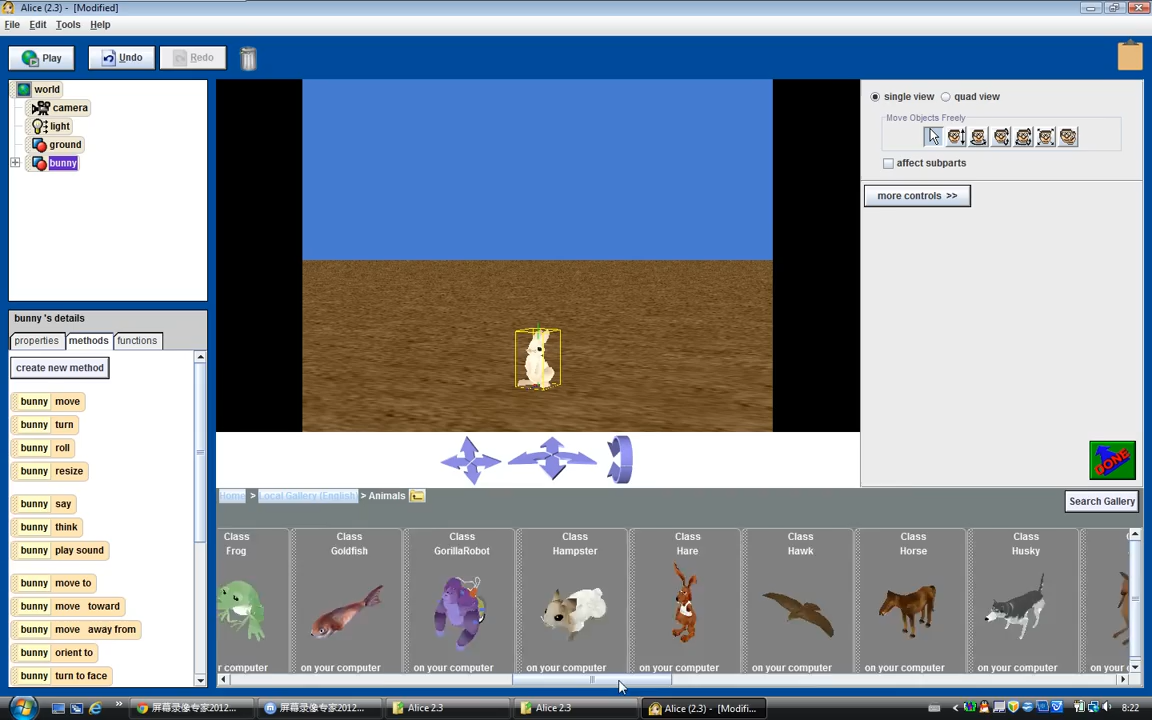 Alice (2.3) - [Modified]
File Edit Tools Help
Play Undo Redo
world
camera
light
ground
bunny
single view quad view
Move Objects Freely
affect subparts
more controls >>
bunny 's details
properties methods functions
create new method
bunny move
bunny turn
bunny roll
bunny resize
bunny say
bunny think
bunny play sound
bunny move to
bunny move toward
bunny move away from
bunny orient to
bunny turn to face
DONE
Home > Local Gallery (English) > Animals
Search Gallery
Class Frog
Class Goldfish
Class GorillaRobot
Class Hampster
Class Hare
Class Hawk
Class Horse
Class Husky
r computer on your computer on your computer on your computer on your computer on your computer on your computer on your computer on yo
屏幕录像专家2012... 屏幕录像专家2012... Alice 2.3 Alice 2.3 Alice (2.3) - [Modifi... 8:22